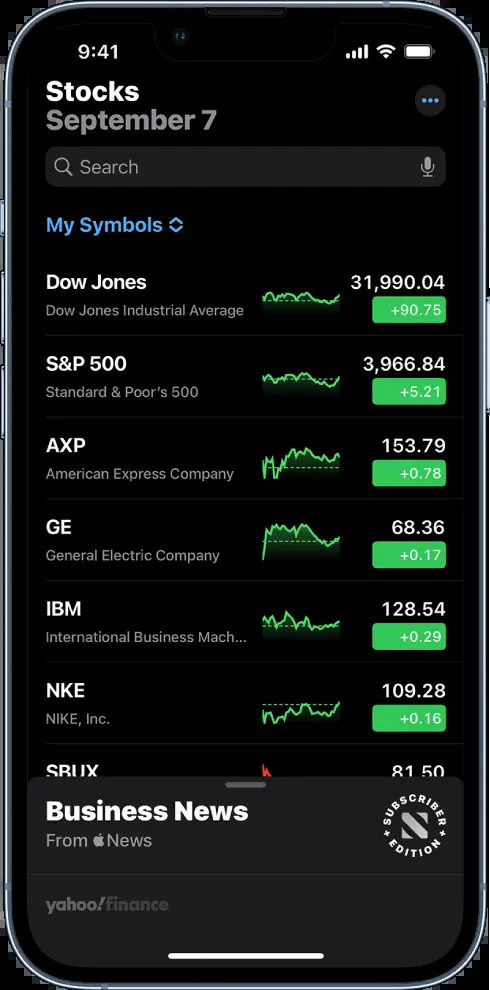 9:41
Stocks
September 7
Search
My Symbols
Dow Jones
31,990.04
Dow Jones Industrial Average
+90.75
S&P 500
3,966.84
Standard & Poor's 500
+5.21
AXP
153.79
American Express Company
+0.78
GE
68.36
General Electric Company
+0.17
IBM
128.54
International Business Mach...
+0.29
NKE
109.28
NIKE, Inc.
+0.16
SBUX
81.50
Business News
From News
SUBSCRIBER EDITION
yahoo!finance